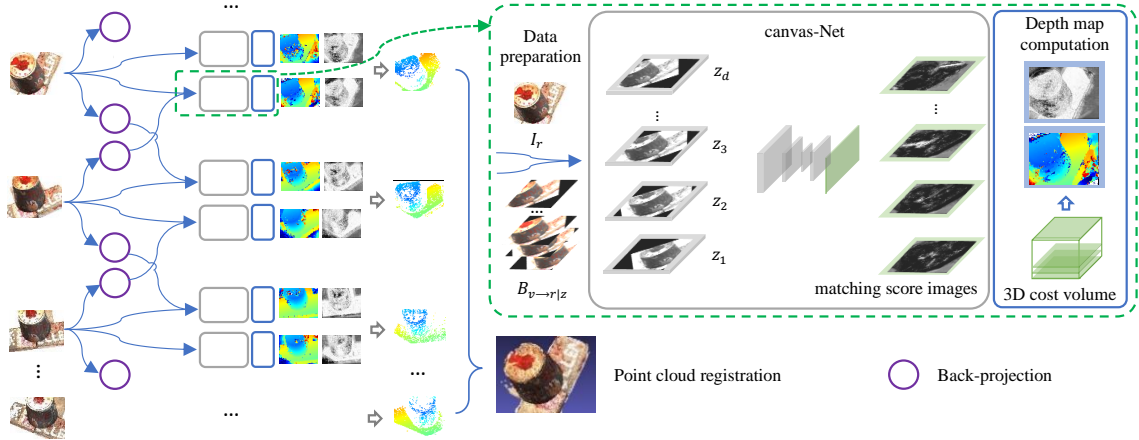 ...
Data
preparation
canvas-Net
Depth map
computation
z_d
I_r
...
z_3
...
...
z_2
B_{v→r|z}
z_1
matching score images
3D cost volume
...
...
Point cloud registration
Back-projection
...
...